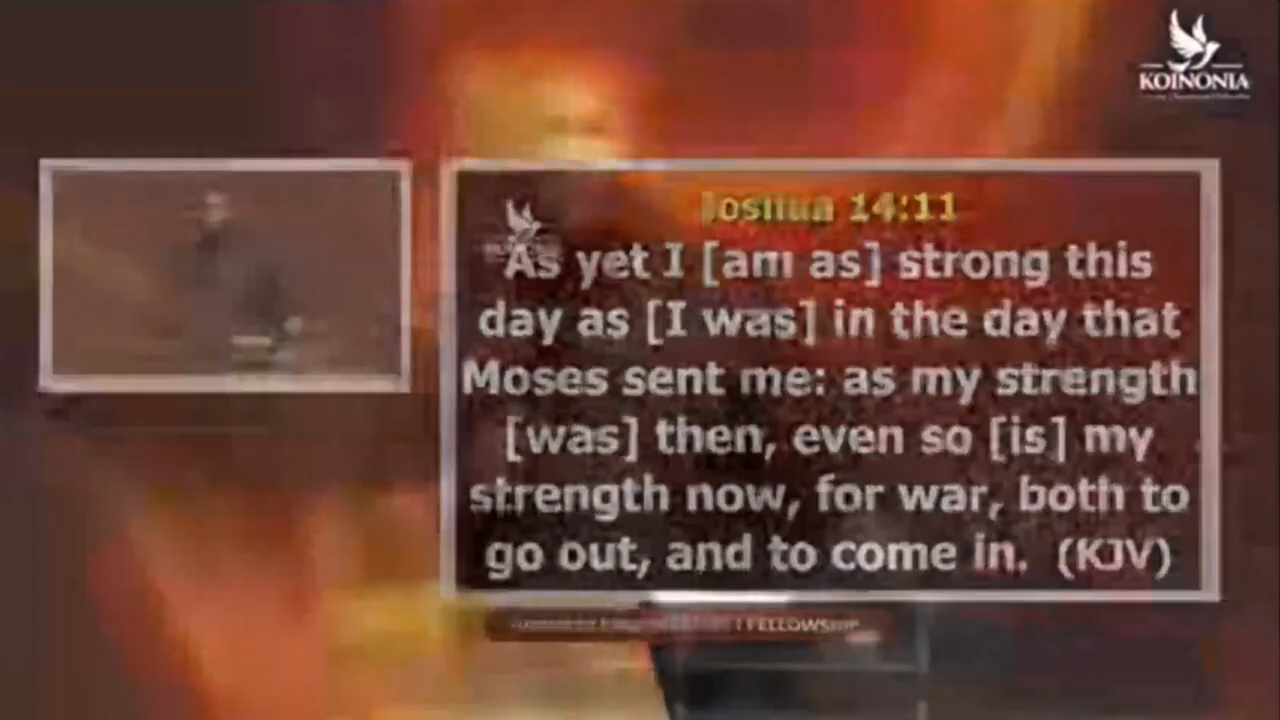 KOINONIA
Joshua 14:11
As yet I [am as] strong this
day as [I was] in the day that
Moses sent me: as my strength
[was] then, even so [is] my
strength now, for war, both to
go out, and to come in. (KJV)
FELLOWSHIP